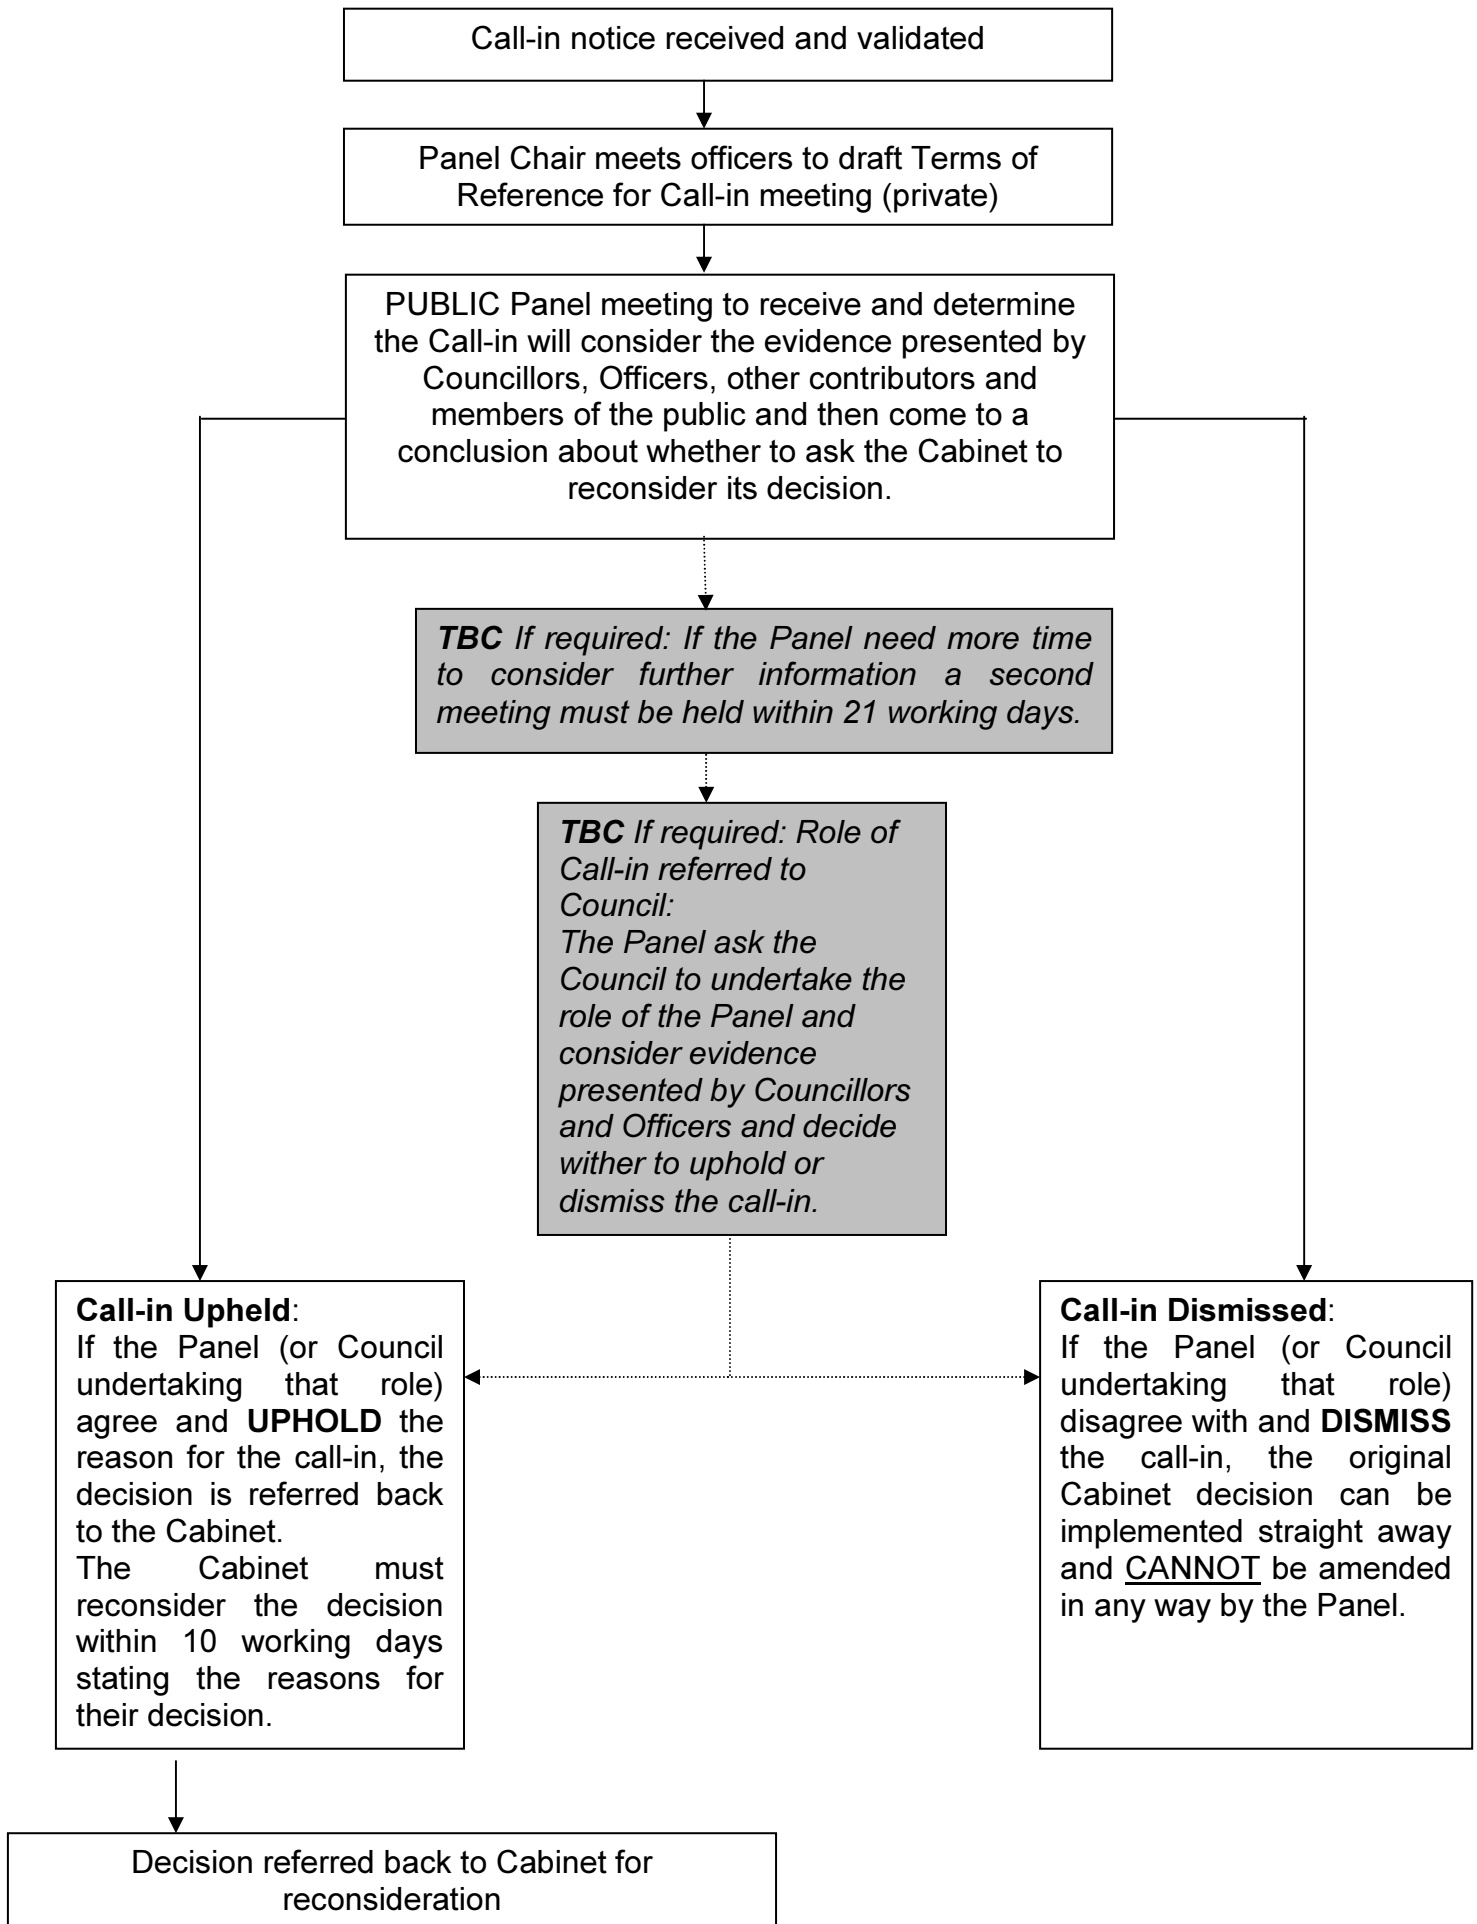 Call-in notice received and validated
Panel Chair meets officers to draft Terms of
Reference for Call-in meeting (private)
PUBLIC Panel meeting to receive and determine
the Call-in will consider the evidence presented by
Councillors, Officers, other contributors and
members of the public and then come to a
conclusion about whether to ask the Cabinet to
reconsider its decision.
TBC If required: If the Panel need more time
to consider further information a second
meeting must be held within 21 working days.
TBC If required: Role of
Call-in referred to
Council:
The Panel ask the
Council to undertake the
role of the Panel and
consider evidence
presented by Councillors
and Officers and decide
wither to uphold or
dismiss the call-in.
Call-in Upheld:
If the Panel (or Council
undertaking that role)
agree and UPHOLD the
reason for the call-in, the
decision is referred back
to the Cabinet.
The Cabinet must
reconsider the decision
within 10 working days
stating the reasons for
their decision.
Call-in Dismissed:
If the Panel (or Council
undertaking that role)
disagree with and DISMISS
the call-in, the original
Cabinet decision can be
implemented straight away
and CANNOT be amended
in any way by the Panel.
Decision referred back to Cabinet for
reconsideration